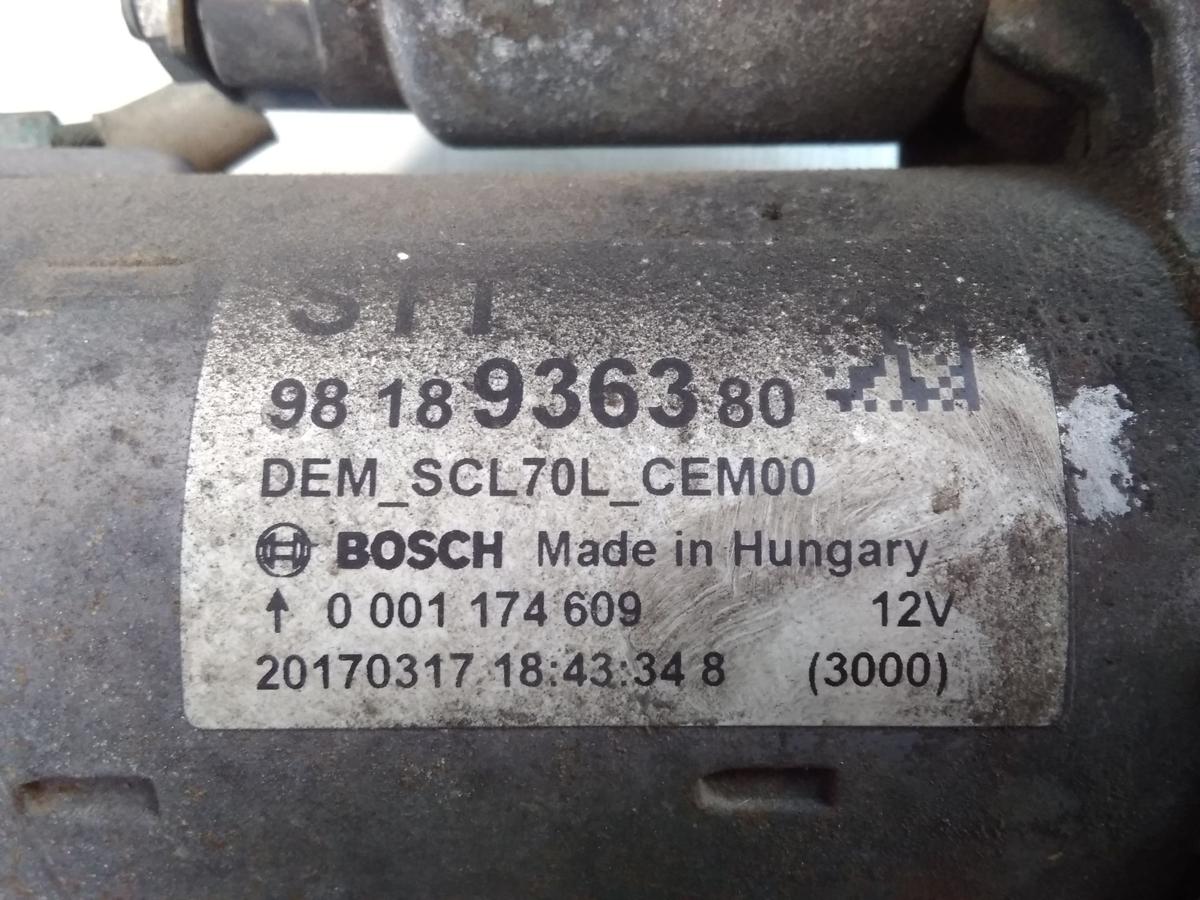 STT
98 18 9363 80
DEM_SCL70L_CEM00
BOSCH Made in Hungary
↑ 0 001 174 609 12V
20170317 18:43:34 8 (3000)